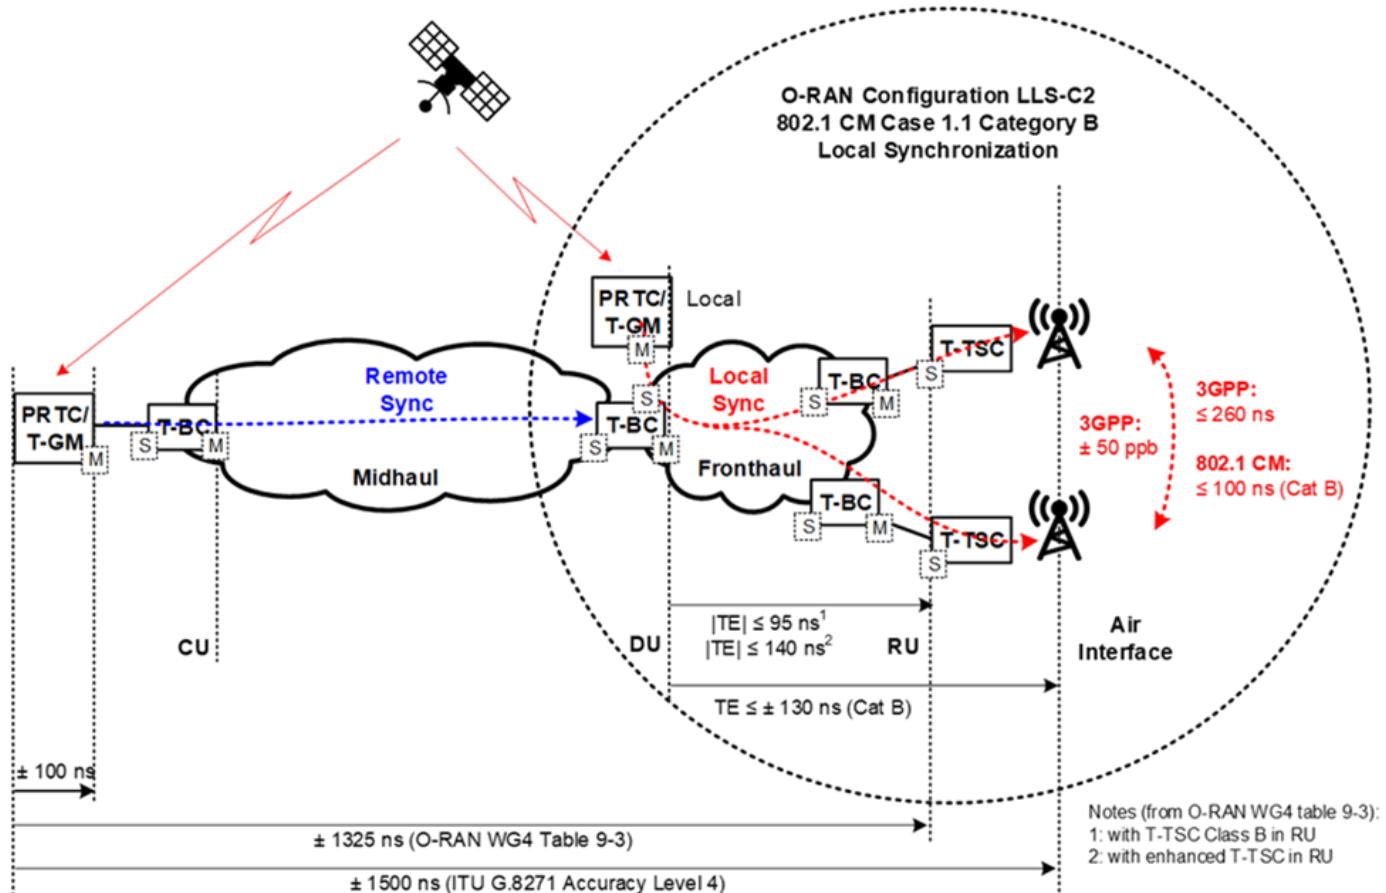 O-RAN Configuration LLS-C2
802.1 CM Case 1.1 Category B
Local Synchronization
PRTC/
T-GM
M
Local
PRTC/
T-GM
M
S
T-BC
M
Remote
Sync
Midhaul
S
S
T-BC
M
Local
Sync
Fronthaul
S
T-BC
M
S
T-TSC
S
T-BC
M
S
T-TSC
3GPP:
± 50 ppb
3GPP:
≤ 260 ns
802.1 CM:
≤ 100 ns (Cat B)
CU
DU
|TE| ≤ 95 ns¹
|TE| ≤ 140 ns²
RU
Air
Interface
TE ≤ ± 130 ns (Cat B)
± 100 ns
± 1325 ns (O-RAN WG4 Table 9-3)
± 1500 ns (ITU G.8271 Accuracy Level 4)
Notes (from O-RAN WG4 table 9-3):
1: with T-TSC Class B in RU
2: with enhanced T-TSC in RU